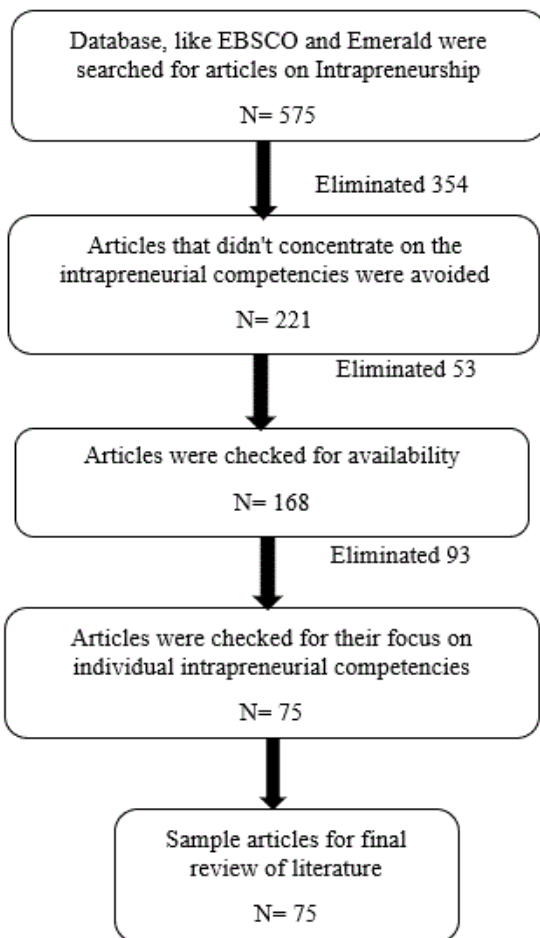 Database, like EBSCO and Emerald were
searched for articles on Intrapreneurship
N= 575
Eliminated 354
Articles that didn't concentrate on the
intrapreneurial competencies were avoided
N= 221
Eliminated 53
Articles were checked for availability
N= 168
Eliminated 93
Articles were checked for their focus on
individual intrapreneurial competencies
N= 75
Sample articles for final
review of literature
N= 75